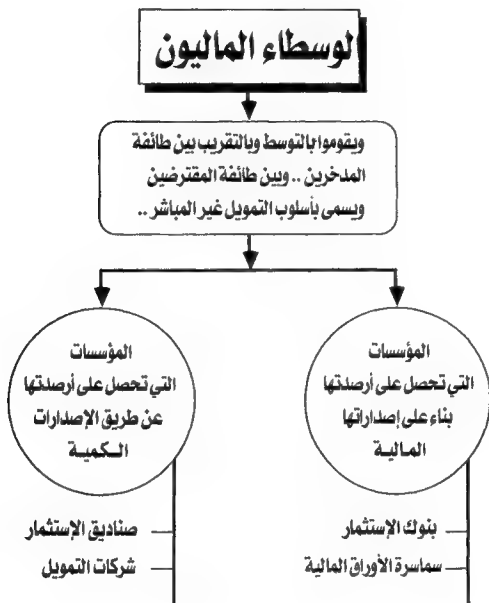 الوسطاء الماليون
ويقوموا بالتوسط وبالتقريب بين طائفة
المدخرين .. وبين طائفة المقترضين
ويسمى بأسلوب التمويل غير المباشر ..
المؤسسات
التي تحصل على أرصدتها
بناء على إصداراتها
المالية
بنوك الإستثمار
سماسرة الأوراق المالية
المؤسسات
التي تحصل على أرصدتها
عن طريق الإصدارات
الكمية
صناديق الإستثمار
شركات التمويل